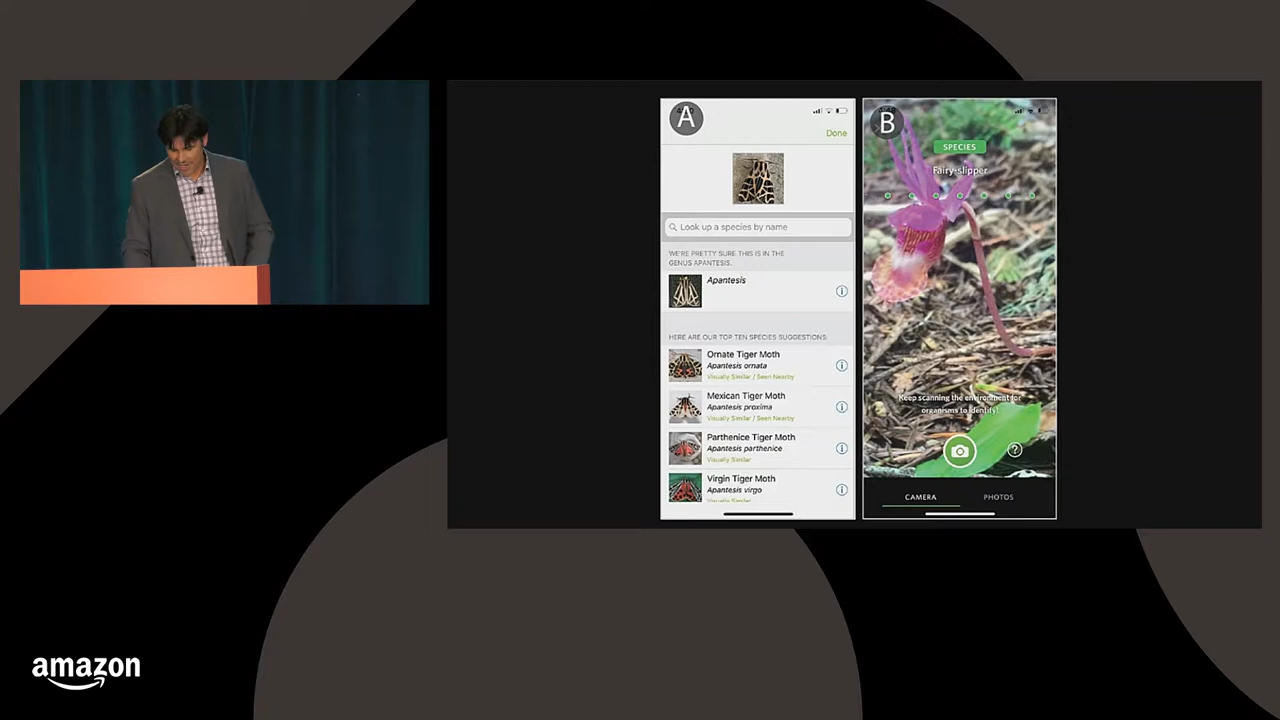 A
Done
Look up a species by name
WE'RE PRETTY SURE THIS IS IN THE
GENUS APANTESIS.
Apantesis
HERE ARE OUR TOP TEN SPECIES SUGGESTIONS:
Ornate Tiger Moth
Apantesis ornata
Visually Similar / Seen Nearby
Mexican Tiger Moth
Apantesis proxima
Visually Similar / Seen Nearby
Parthenice Tiger Moth
Apantesis parthenice
Visually Similar
Virgin Tiger Moth
Apantesis virgo
Visually Similar
B
SPECIES
Fairy-slipper
Keep scanning the environment for
organisms to identify!
?
CAMERA PHOTOS
amazon